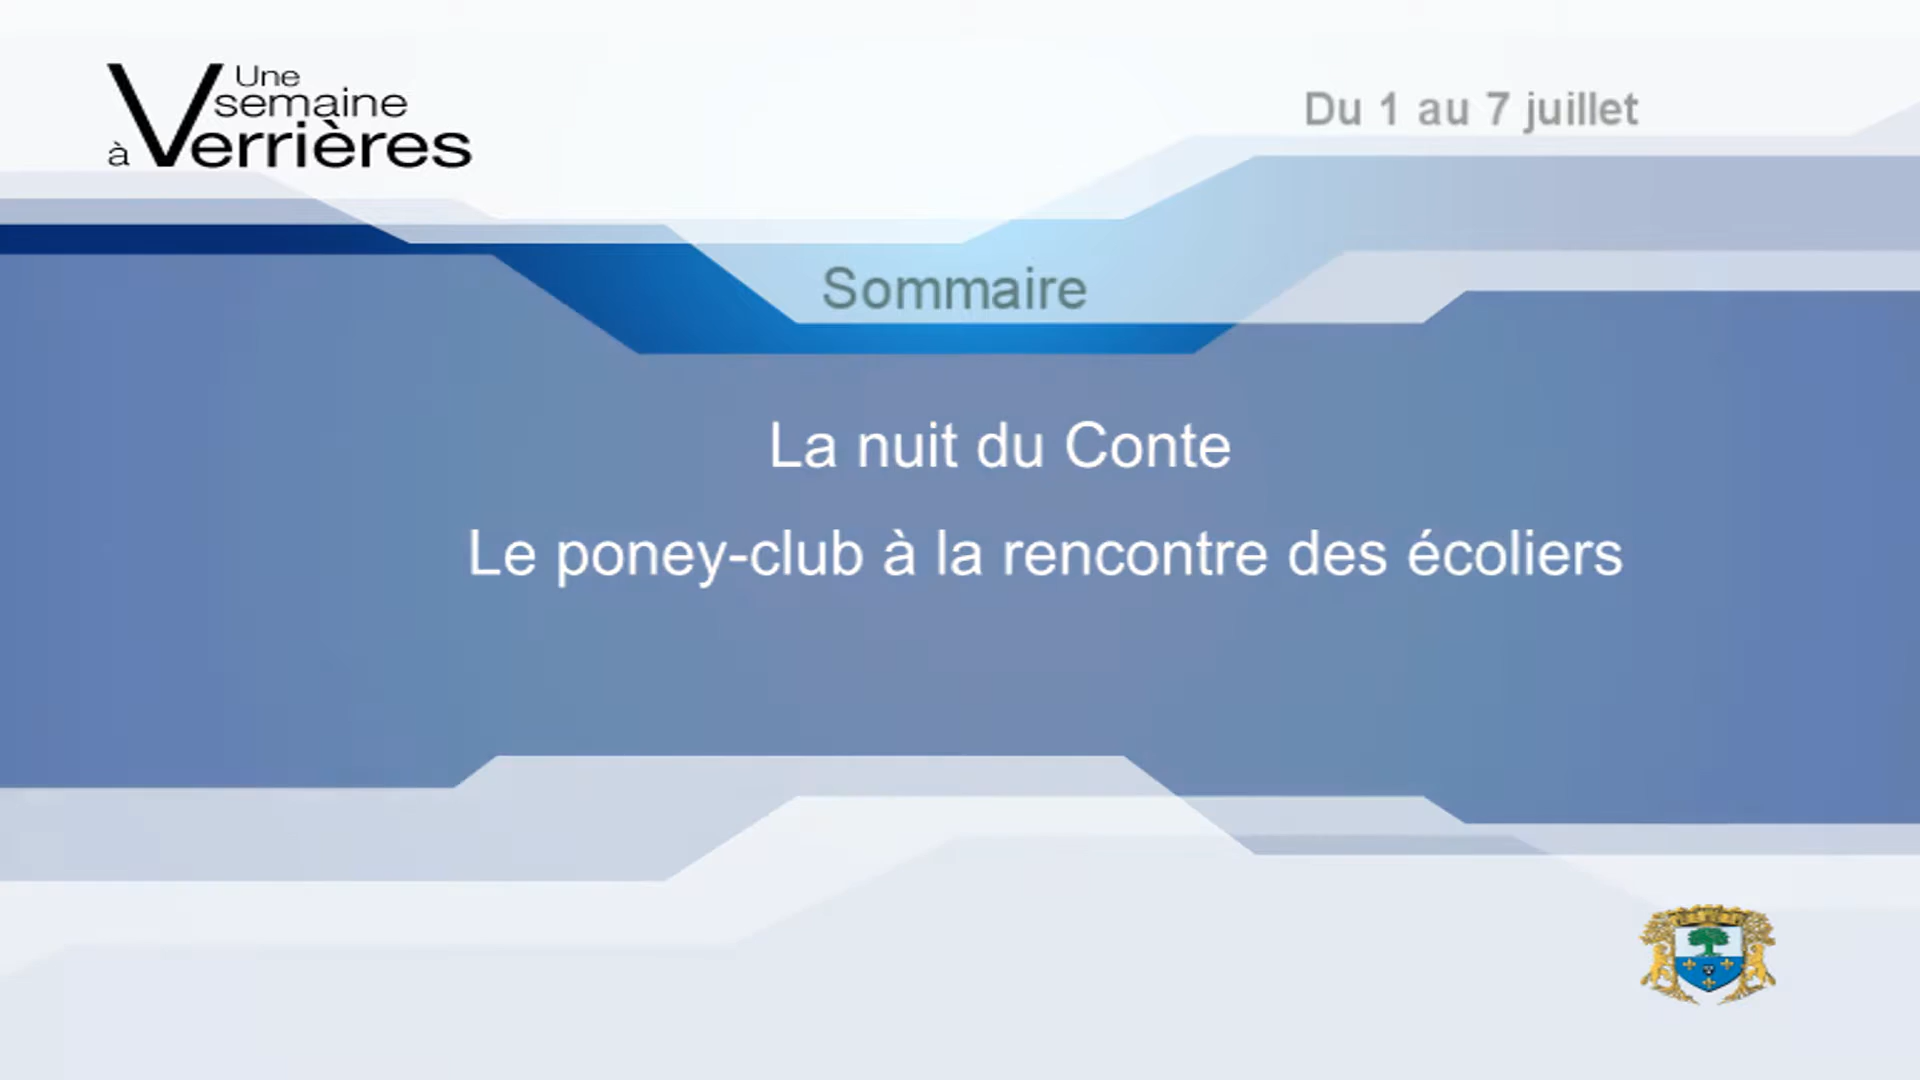 Une
semaine
à Verrières
Du 1 au 7 juillet
Sommaire
La nuit du Conte
Le poney-club à la rencontre des écoliers